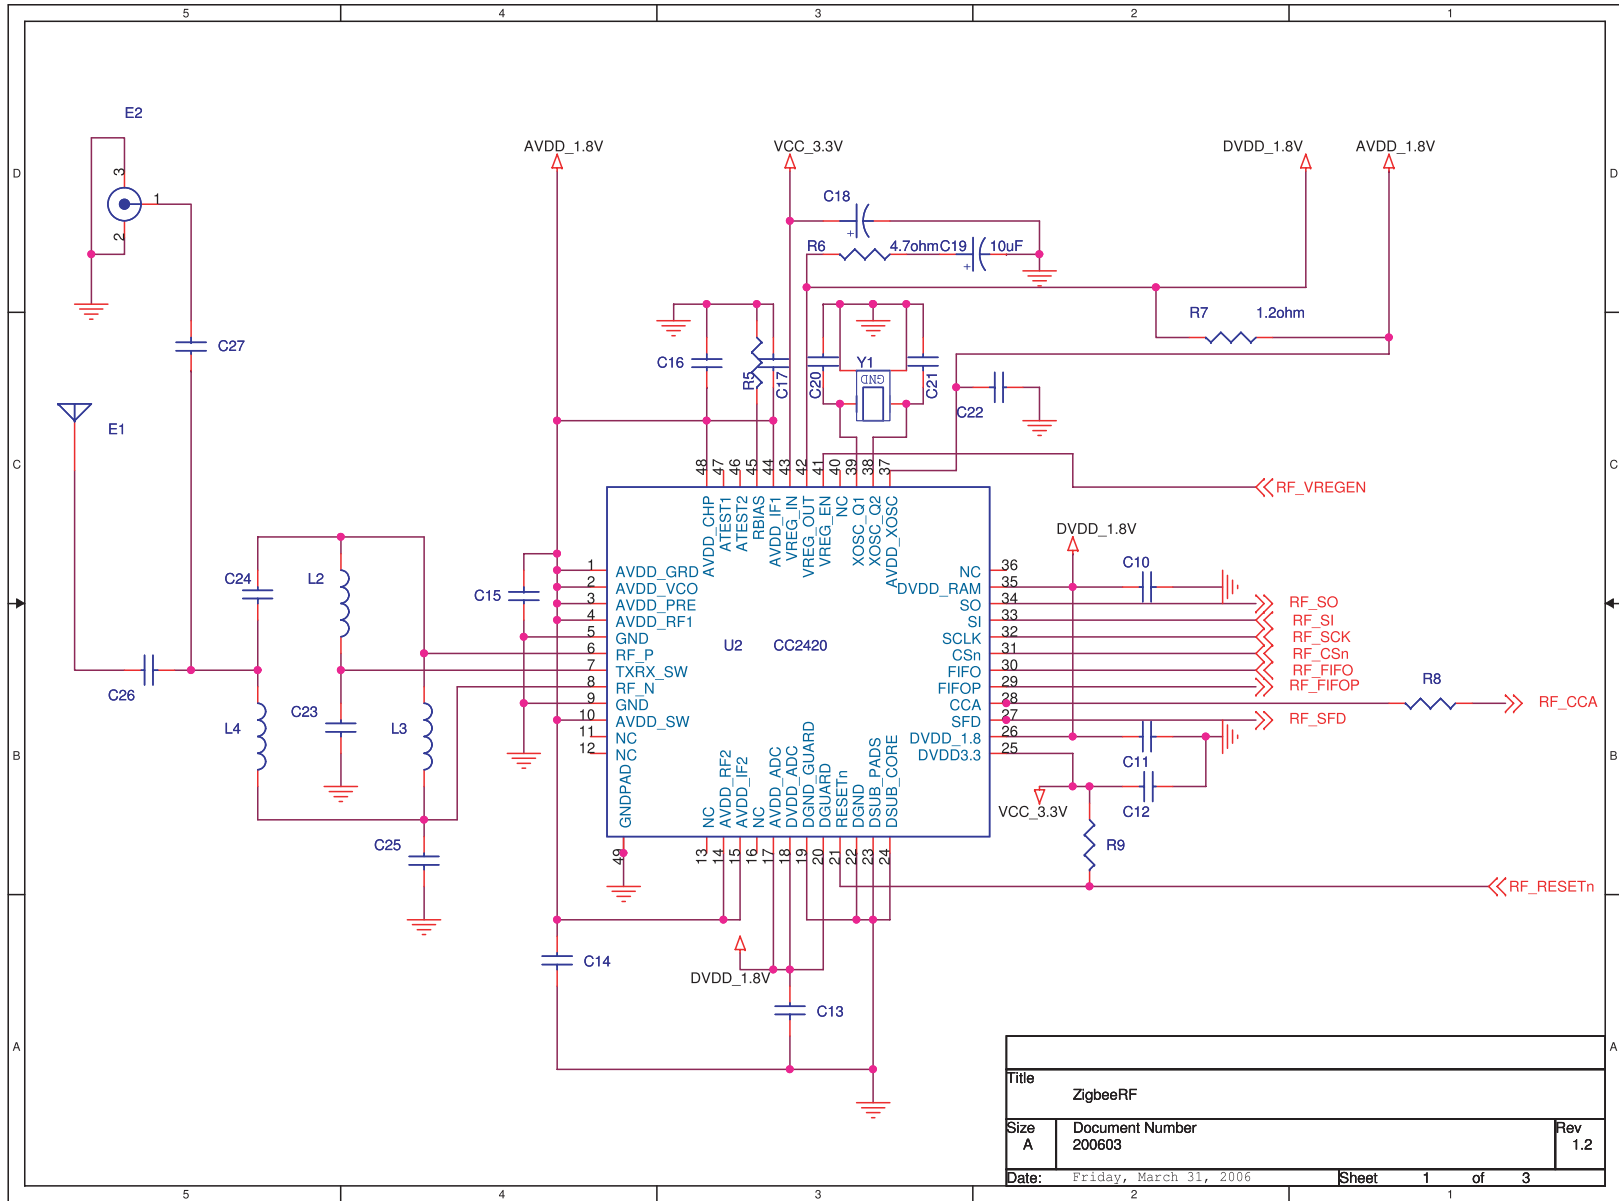 5 4 3 2 1
D D
C C
B B
A A
E2
3
1
2
AVDD_1.8V
VCC_3.3V
DVDD_1.8V
AVDD_1.8V
C18
+
R6 4.7ohm C19 10uF
+
R7 1.2ohm
C27
C16
R5
C17
C20
Y1
GND
C21
C22
E1
48 47 46 45 44 43 42 41 40 39 38 37
RF_VREGEN
AVDD_CHP
ATEST1
ATEST2
RBIAS
AVDD_IF1
VREG_IN
VREG_OUT
VREG_EN
NC
XOSC_Q1
XOSC_Q2
AVDD_XOSC
DVDD_1.8V
C10
C24
L2
C15
1 AVDD_GRD
2 AVDD_VCO
3 AVDD_PRE
4 AVDD_RF1
5 GND
6 RF_P
7 TXRX_SW
8 RF_N
9 GND
10 AVDD_SW
11 NC
12 NC
U2 CC2420
NC 36
DVDD_RAM 35
SO 34 RF_SO
SI 33 RF_SI
SCLK 32 RF_SCK
CSn 31 RF_CSn
FIFO 30 RF_FIFO
FIFOP 29 RF_FIFOP
CCA 28 R8 RF_CCA
SFD 27 RF_SFD
DVDD_1.8 26
DVDD3.3 25
C26
L4
C23
L3
C11
C12
VCC_3.3V
R9
C25
GNDPAD
NC
AVDD_RF2
AVDD_IF2
NC
AVDD_ADC
DVDD_ADC
DGND_GUARD
DGUARD
RESETn
DGND
DSUB_PADS
DSUB_CORE
49 13 14 15 16 17 18 19 20 21 22 23 24
RF_RESETn
C14
DVDD_1.8V
C13
Title
ZigbeeRF
Size
A
Document Number
200603
Rev
1.2
Date: Friday, March 31, 2006 Sheet 1 of 3
5 4 3 2 1